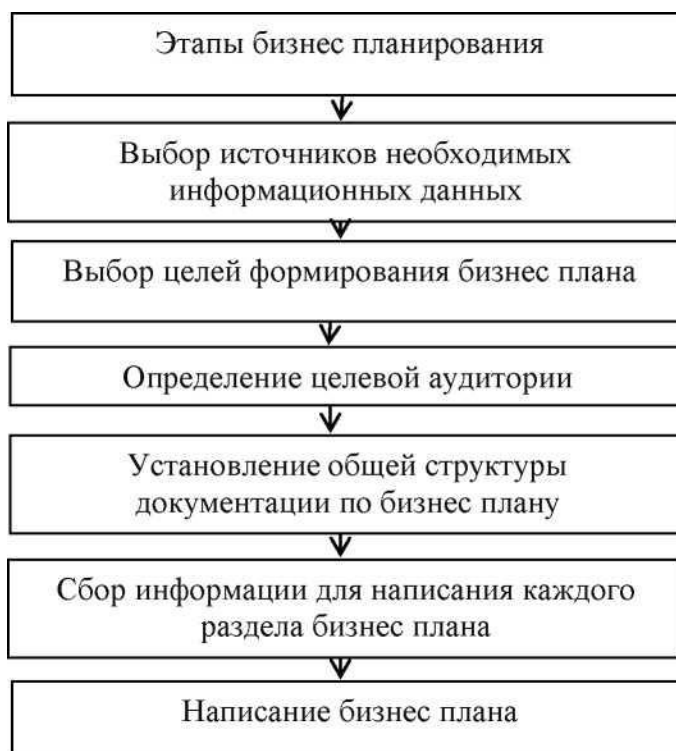 Этапы бизнес планирования
Выбор источников необходимых
информационных данных
Выбор целей формирования бизнес плана
Определение целевой аудитории
Установление общей структуры
документации по бизнес плану
Сбор информации для написания каждого
раздела бизнес плана
Написание бизнес плана